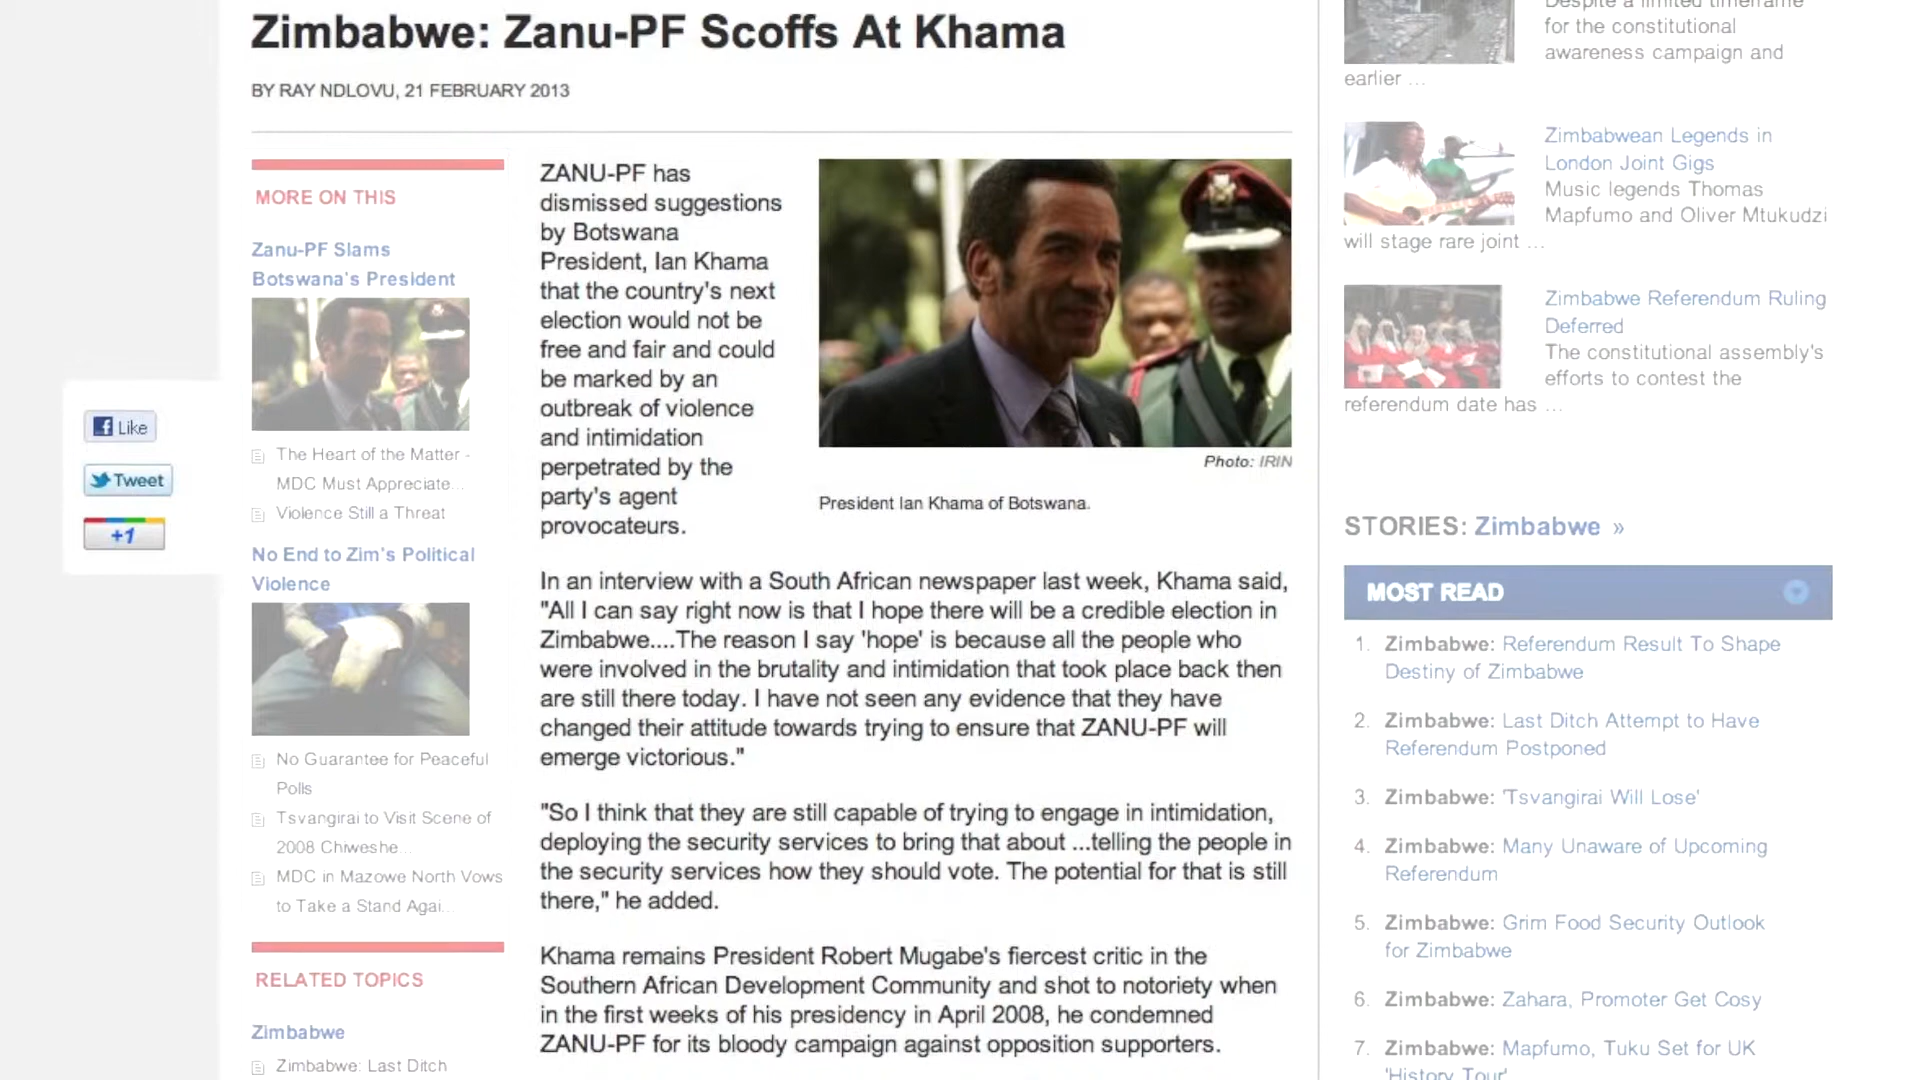 Zimbabwe: Zanu-PF Scoffs At Khama
BY RAY NDLOVU, 21 FEBRUARY 2013
Like
Tweet
+1
MORE ON THIS
Zanu-PF Slams
Botswana's President
The Heart of the Matter -
MDC Must Appreciate...
Violence Still a Threat
No End to Zim's Political
Violence
No Guarantee for Peaceful
Polls
Tsvangirai to Visit Scene of
2008 Chiweshe...
MDC in Mazowe North Vows
to Take a Stand Agai...
RELATED TOPICS
Zimbabwe
Zimbabwe: Last Ditch
ZANU-PF has
dismissed suggestions
by Botswana
President, Ian Khama
that the country's next
election would not be
free and fair and could
be marked by an
outbreak of violence
and intimidation
perpetrated by the
party's agent
provocateurs.
Photo: IRIN
President Ian Khama of Botswana.
In an interview with a South African newspaper last week, Khama said,
"All I can say right now is that I hope there will be a credible election in
Zimbabwe....The reason I say 'hope' is because all the people who
were involved in the brutality and intimidation that took place back then
are still there today. I have not seen any evidence that they have
changed their attitude towards trying to ensure that ZANU-PF will
emerge victorious."
"So I think that they are still capable of trying to engage in intimidation,
deploying the security services to bring that about ...telling the people in
the security services how they should vote. The potential for that is still
there," he added.
Khama remains President Robert Mugabe's fiercest critic in the
Southern African Development Community and shot to notoriety when
in the first weeks of his presidency in April 2008, he condemned
ZANU-PF for its bloody campaign against opposition supporters.
Despite a limited timeframe
for the constitutional
awareness campaign and
earlier ...
Zimbabwean Legends in
London Joint Gigs
Music legends Thomas
Mapfumo and Oliver Mtukudzi
will stage rare joint ...
Zimbabwe Referendum Ruling
Deferred
The constitutional assembly's
efforts to contest the
referendum date has ...
STORIES: Zimbabwe »
MOST READ
1. Zimbabwe: Referendum Result To Shape
Destiny of Zimbabwe
2. Zimbabwe: Last Ditch Attempt to Have
Referendum Postponed
3. Zimbabwe: 'Tsvangirai Will Lose'
4. Zimbabwe: Many Unaware of Upcoming
Referendum
5. Zimbabwe: Grim Food Security Outlook
for Zimbabwe
6. Zimbabwe: Zahara, Promoter Get Cosy
7. Zimbabwe: Mapfumo, Tuku Set for UK
'History Tour'